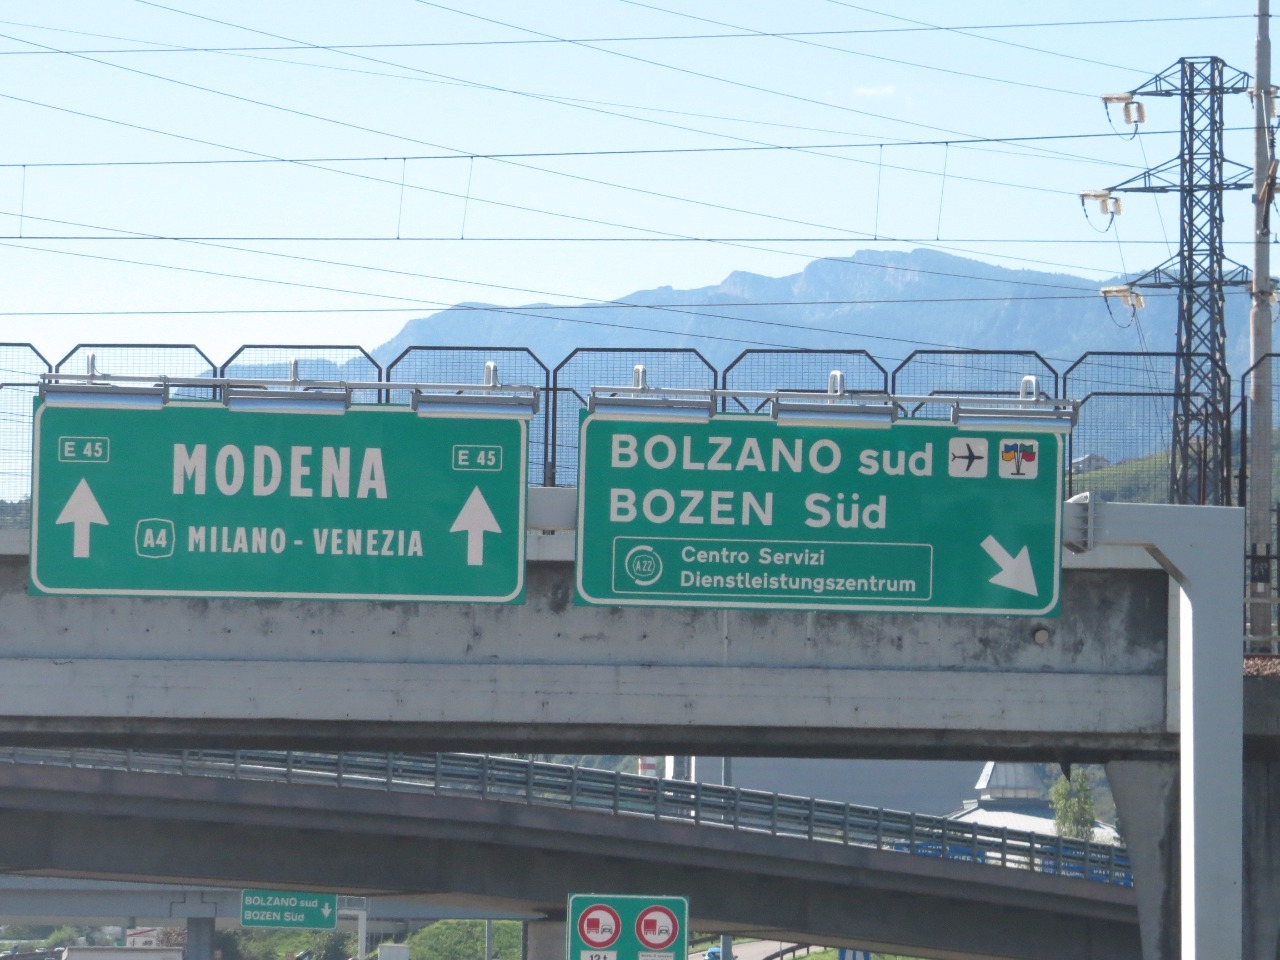 E 45
MODENA
E 45
A4 MILANO - VENEZIA
BOLZANO sud
BOZEN Süd
A22
Centro Servizi
Dienstleistungszentrum
BOLZANO sud
BOZEN Süd